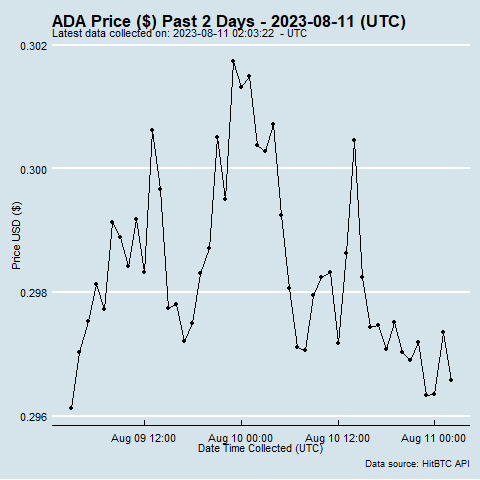 ADA Price ($) Past 2 Days - 2023-08-11 (UTC)
Latest data collected on: 2023-08-11 02:03:22 - UTC
0.302
0.300
0.298
0.296
Price USD ($)
Aug 09 12:00 Aug 10 00:00 Aug 10 12:00 Aug 11 00:00
Date Time Collected (UTC)
Data source: HitBTC API